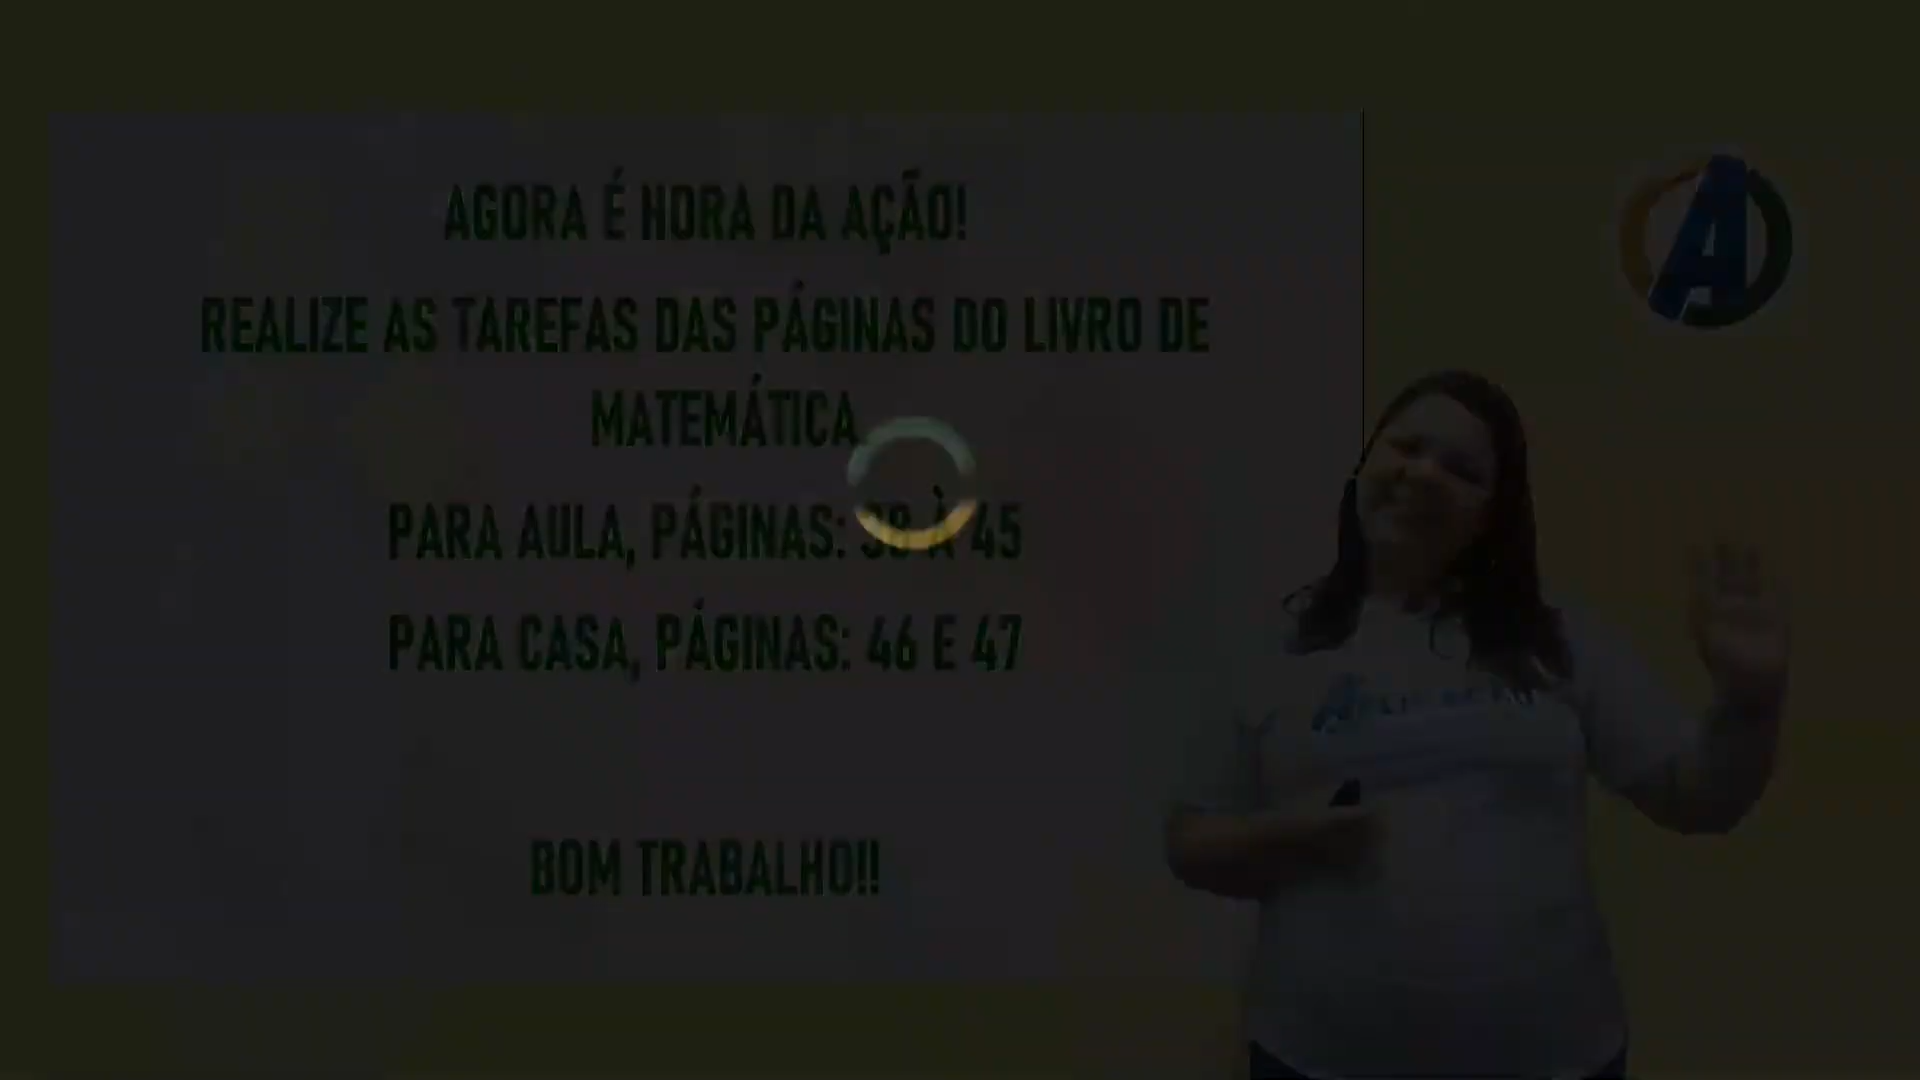 AGORA É HORA DA AÇÃO!
REALIZE AS TAREFAS DAS PÁGINAS DO LIVRO DE
MATEMÁTICA
PARA AULA, PÁGINAS: 38 À 45
PARA CASA, PÁGINAS: 46 E 47
BOM TRABALHO!!
A